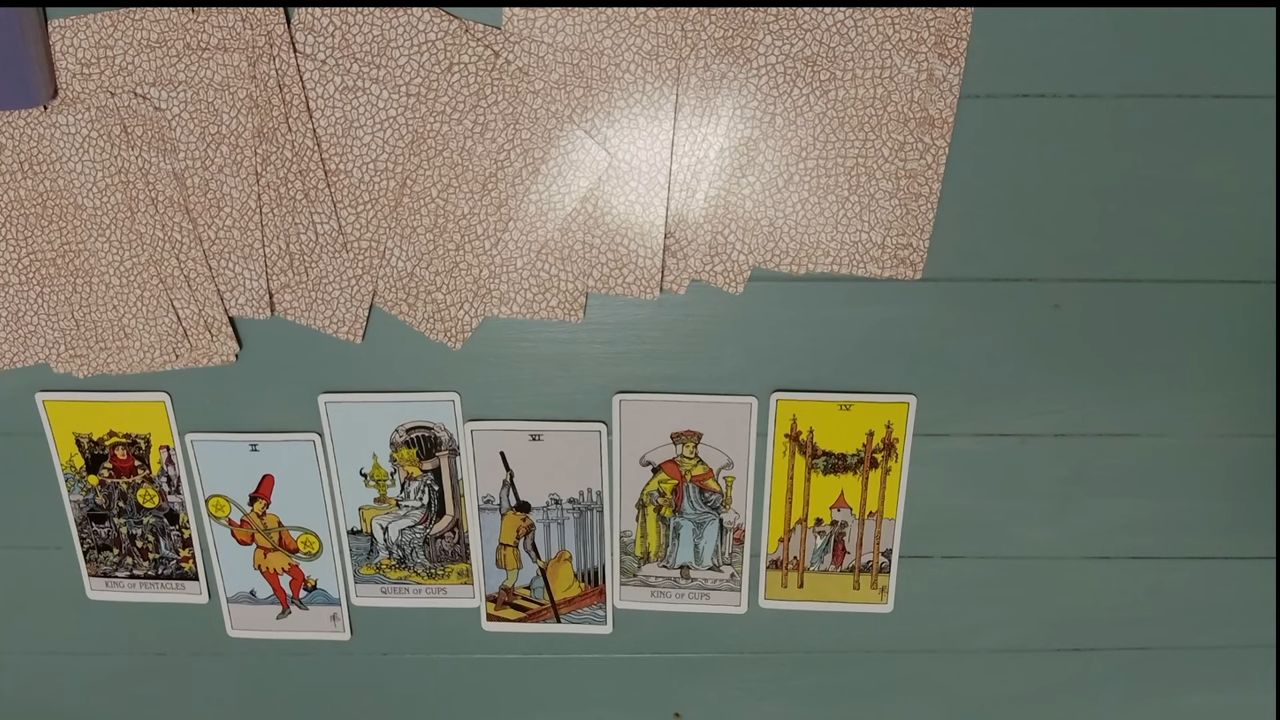 KING OF PENTACLES
II
QUEEN OF CUPS
VI
KING OF CUPS
IV